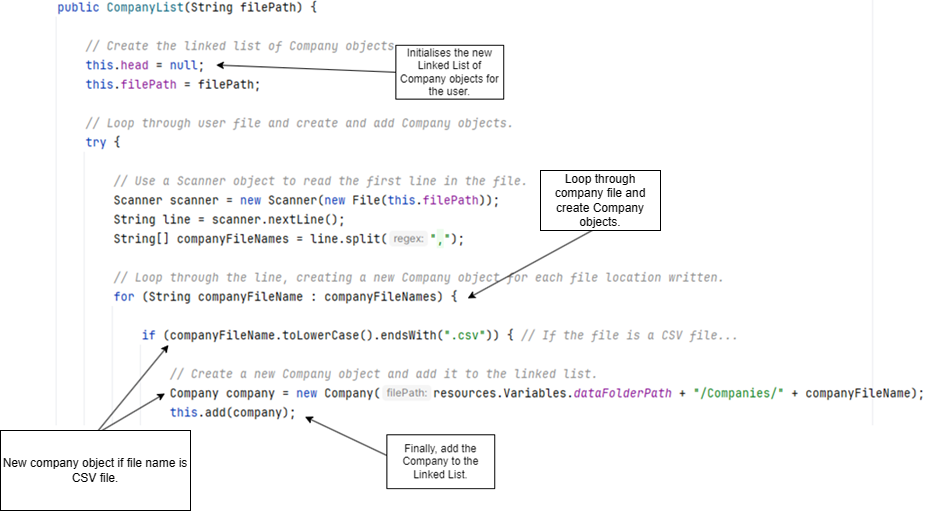 public CompanyList(String filePath) {
// Create the linked list of Company objects
this.head = null;
this.filePath = filePath;
Initialises the new
Linked List of
Company objects for
the user.
// Loop through user file and create and add Company objects.
try {
// Use a Scanner object to read the first line in the file.
Scanner scanner = new Scanner(new File(this.filePath));
String line = scanner.nextLine();
String[] companyFileNames = line.split( regex: ",");
Loop through
company file and
create Company
objects.
// Loop through the line, creating a new Company object for each file location written.
for (String companyFileName : companyFileNames) {
if (companyFileName.toLowerCase().endsWith(".csv")) { // If the file is a CSV file...
// Create a new Company object and add it to the linked list.
Company company = new Company( filePath: resources.Variables.dataFolderPath + "/Companies/" + companyFileName);
this.add(company);
New company object if file name is
CSV file.
Finally, add the
Company to the
Linked List.